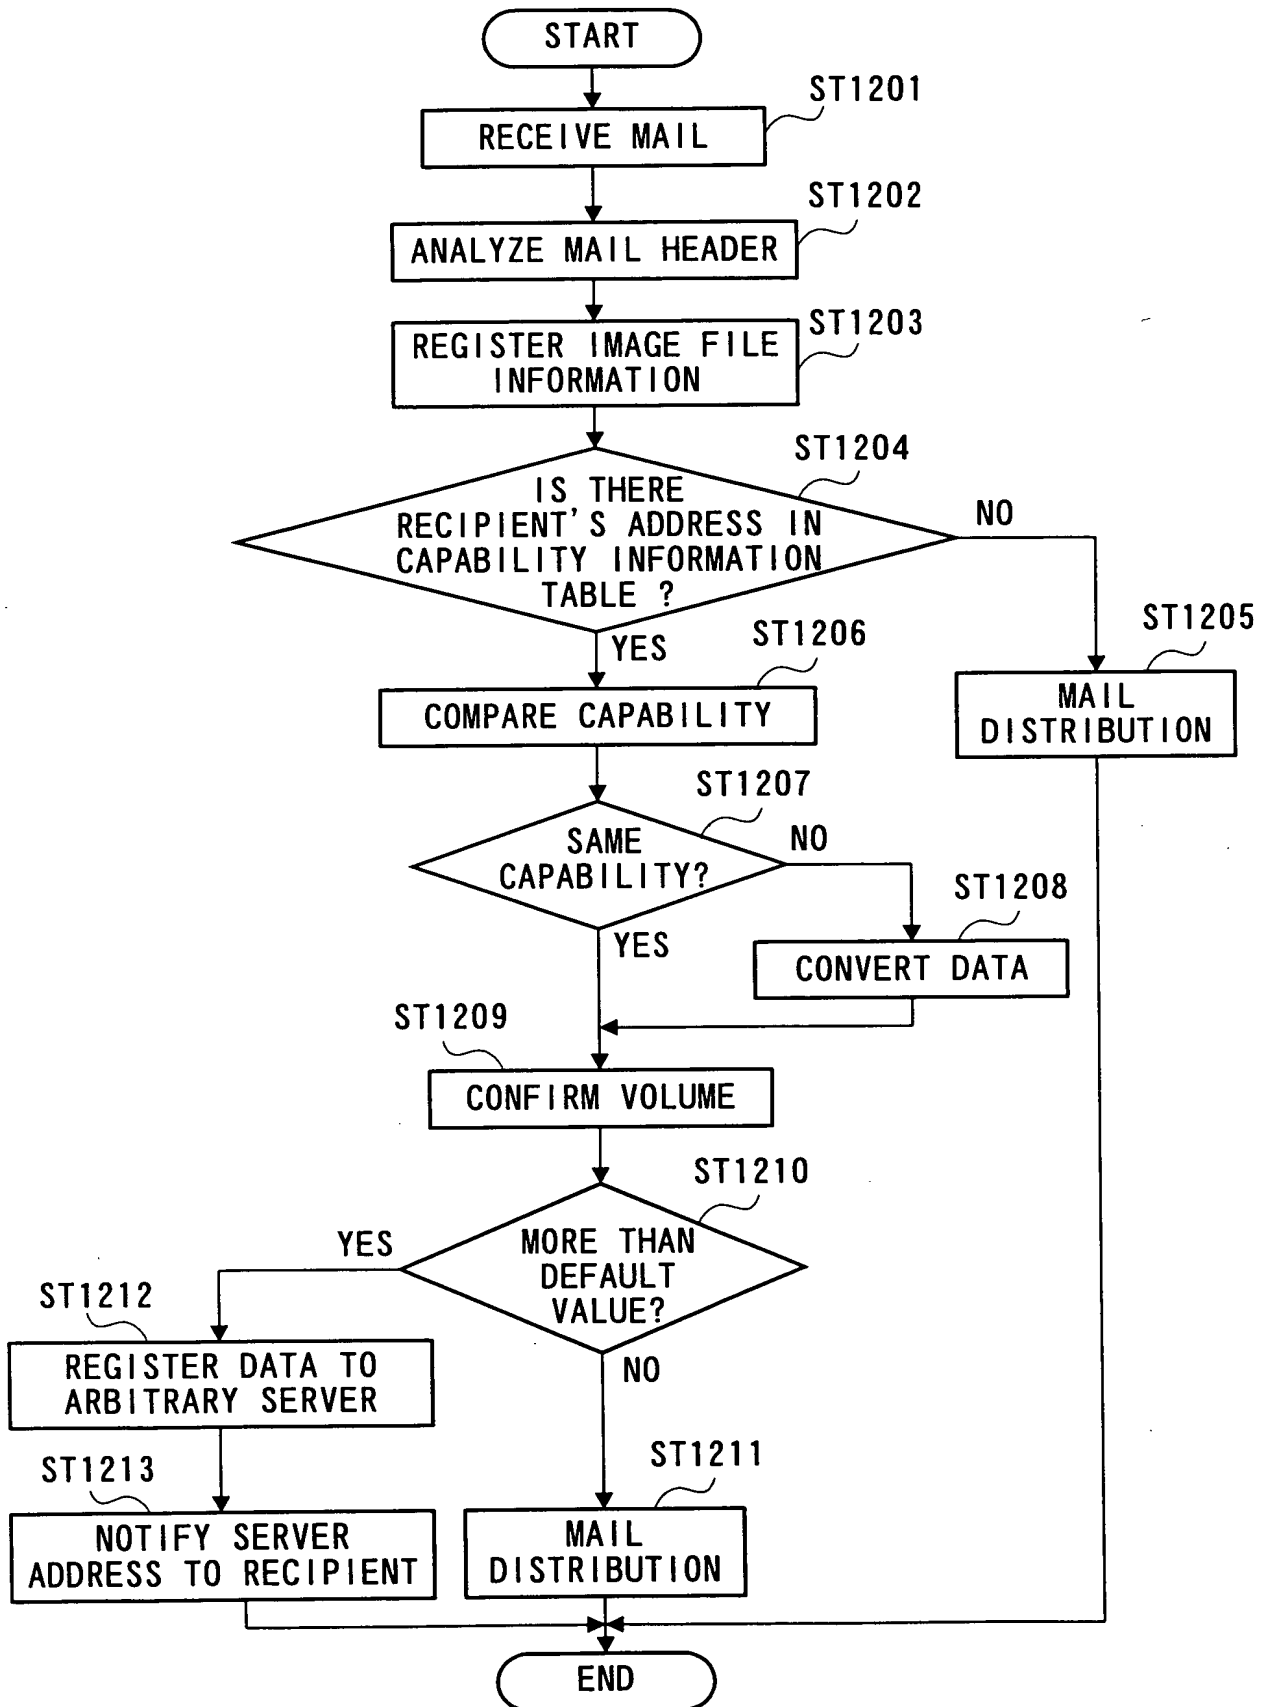 START
ST1201
RECEIVE MAIL
ST1202
ANALYZE MAIL HEADER
ST1203
REGISTER IMAGE FILE
INFORMATION
ST1204
IS THERE
RECIPIENT'S ADDRESS IN
CAPABILITY INFORMATION
TABLE ?
NO
YES
ST1205
MAIL
DISTRIBUTION
ST1206
COMPARE CAPABILITY
ST1207
SAME
CAPABILITY?
NO
YES
ST1208
CONVERT DATA
ST1209
CONFIRM VOLUME
ST1210
MORE THAN
DEFAULT
VALUE?
YES
NO
ST1212
REGISTER DATA TO
ARBITRARY SERVER
ST1213
NOTIFY SERVER
ADDRESS TO RECIPIENT
ST1211
MAIL
DISTRIBUTION
END